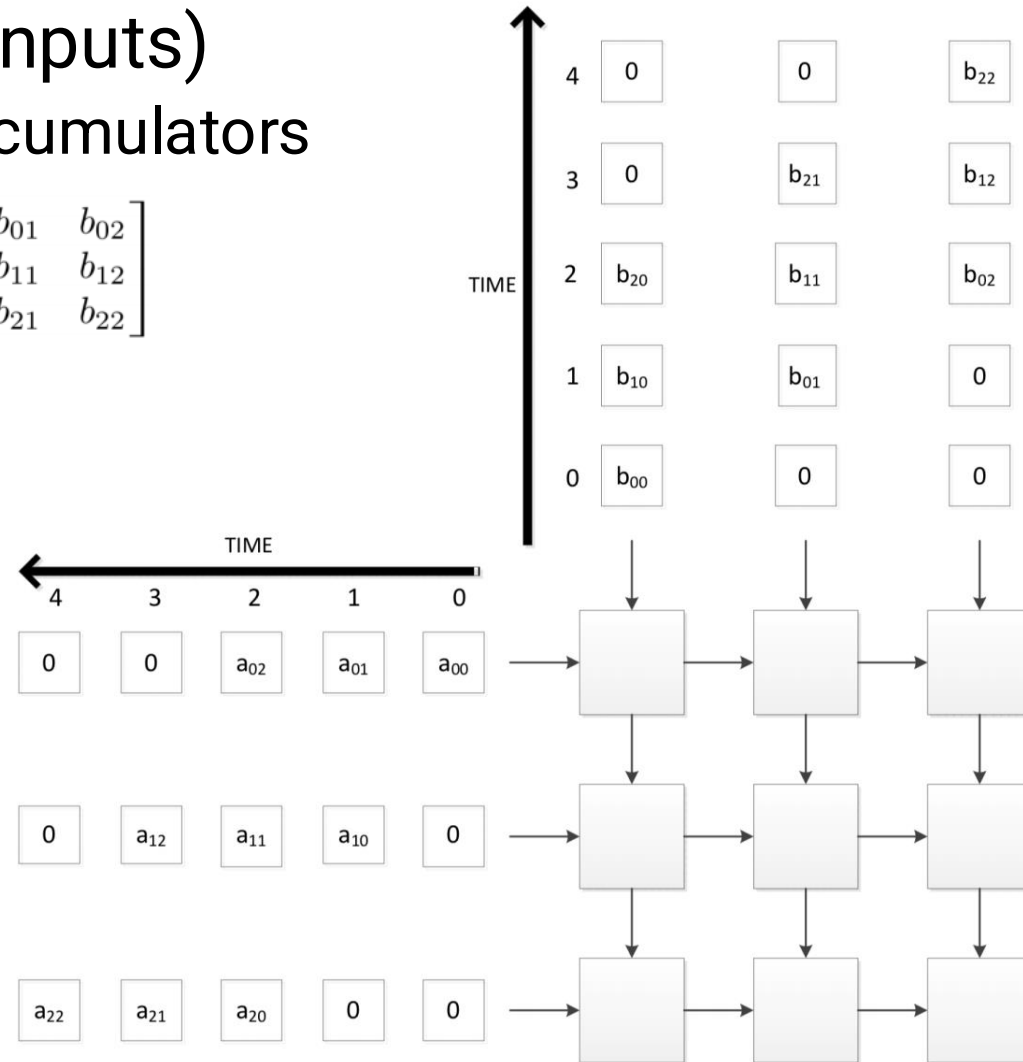 nputs)
cumulators
b01 b02
b11 b12
b21 b22
TIME
4 0 0 b22
3 0 b21 b12
2 b20 b11 b02
1 b10 b01 0
0 b00 0 0
TIME
4 3 2 1 0
0 0 a02 a01 a00
0 a12 a11 a10 0
a22 a21 a20 0 0